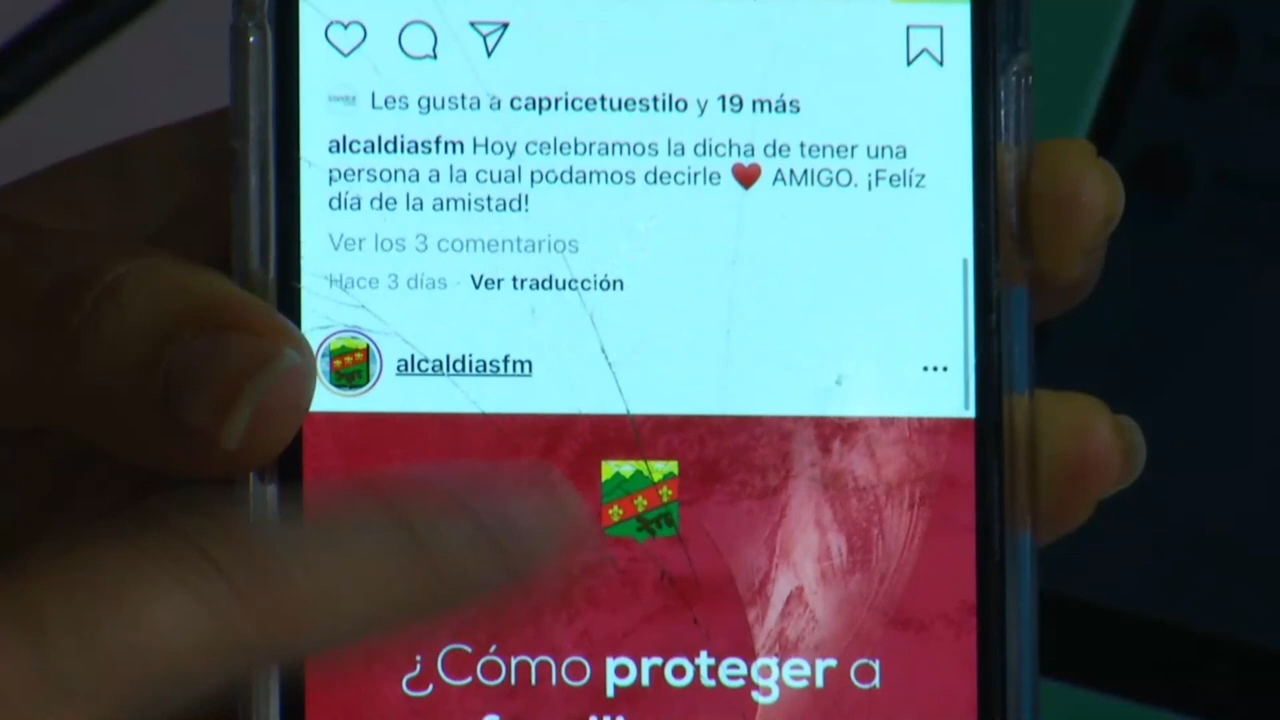 Les gusta a capricetuestilo y 19 más
alcaldiasfm Hoy celebramos la dicha de tener una
persona a la cual podamos decirle ❤️ AMIGO. ¡Felíz
día de la amistad!
Ver los 3 comentarios
Hace 3 días · Ver traducción
alcaldiasfm
¿Cómo proteger a